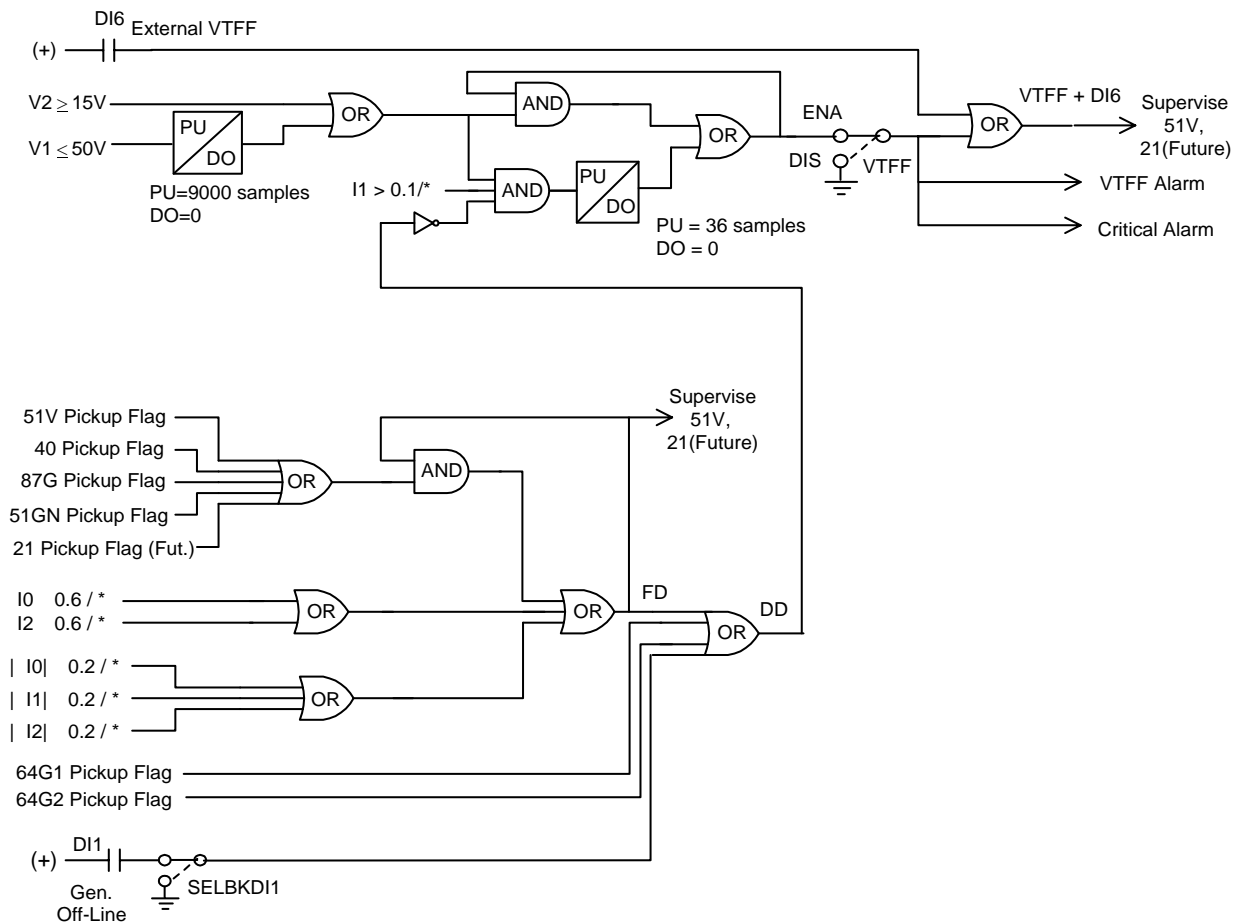 DI6
External VTFF
(+)
V2 ≥ 15V
V1 ≤ 50V
PU
DO
PU=9000 samples
DO=0
OR
AND
I1 > 0.1/*
AND
PU
DO
PU = 36 samples
DO = 0
OR
ENA
DIS
VTFF
OR
VTFF + DI6
Supervise
51V,
21(Future)
VTFF Alarm
Critical Alarm
51V Pickup Flag
40 Pickup Flag
87G Pickup Flag
51GN Pickup Flag
21 Pickup Flag (Fut.)
OR
AND
Supervise
51V,
21(Future)
I0 0.6 / *
I2 0.6 / *
OR
OR
FD
OR
DD
| I0| 0.2 / *
| I1| 0.2 / *
| I2| 0.2 / *
OR
64G1 Pickup Flag
64G2 Pickup Flag
DI1
(+)
SELBKDI1
Gen.
Off-Line